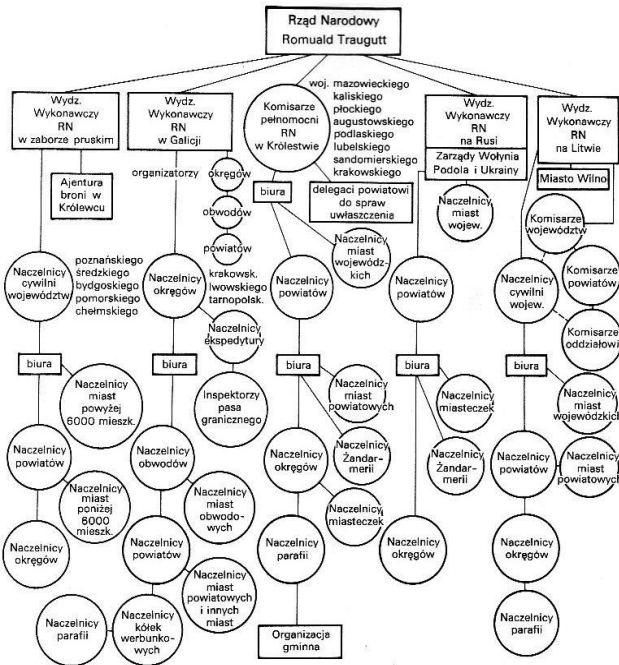 Rząd Narodowy
Romuald Traugutt
Wydz.
Wykonawczy
RN
w zaborze pruskim
Ajentura
broni w
Królewcu
Naczelnicy
cywilni
województw
poznańskiego
średzkiego
bydgoskiego
pomorskiego
chełmskiego
biura
Naczelnicy
miast
powyżej
6000 mieszk.
Naczelnicy
powiatów
Naczelnicy
miast
poniżej
6000
mieszk.
Naczelnicy
okręgów
Wydz.
Wykonawczy
RN
w Galicji
organizatorzy
okręgów
obwodów
powiatów
krakowsk.
lwowskiego
tarnopolsk.
Naczelnicy
okręgów
Naczelnicy
ekspedytury
Inspektorzy
pasa
granicznego
biura
Naczelnicy
obwodów
Naczelnicy
miast
obwodo-
wych
Naczelnicy
powiatów
Naczelnicy
miast
powiatowych
i innych
miast
Naczelnicy
kółek
werbunko-
wych
Naczelnicy
parafii
Komisarze
pełnomocni
RN
w Królestwie
woj. mazowieckiego
kaliskiego
płockiego
augustowskiego
podlaskiego
lubelskiego
sandomierskiego
krakowskiego
biura
delegaci powiatowi
do spraw
uwłaszczenia
Naczelnicy
miast
wojewódz-
kich
Naczelnicy
powiatów
biura
Naczelnicy
miast
powiatowych
Naczelnicy
Żandar-
merii
Naczelnicy
okręgów
Naczelnicy
miasteczek
Naczelnicy
parafii
Organizacja
gminna
Wydz.
Wykonawczy
RN
na Rusi
Zarządy Wołynia
Podola i Ukrainy
Naczelnicy
miast
wojew.
Naczelnicy
powiatów
biura
Naczelnicy
miasteczek
Naczelnicy
Żandar-
merii
Naczelnicy
okręgów
Wydz.
Wykonawczy
RN
na Litwie
Miasto Wilno
Komisarze
województw
Naczelnicy
cywilni
wojew.
Komisarze
powiatów
Komisarze
oddziałowi
biura
Naczelnicy
miast
wojewódzkich
Naczelnicy
powiatów
Naczelnicy
miast
powiatowych
Naczelnicy
okręgów
Naczelnicy
parafii